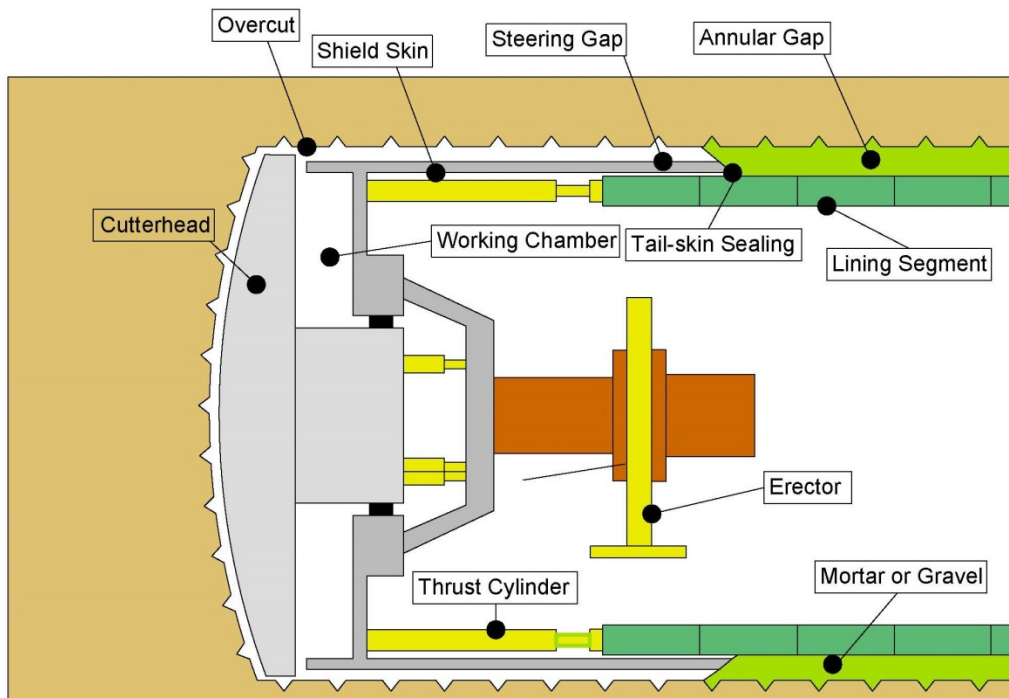 Overcut
Shield Skin
Steering Gap
Annular Gap
Cutterhead
Working Chamber
Tail-skin Sealing
Lining Segment
Erector
Thrust Cylinder
Mortar or Gravel